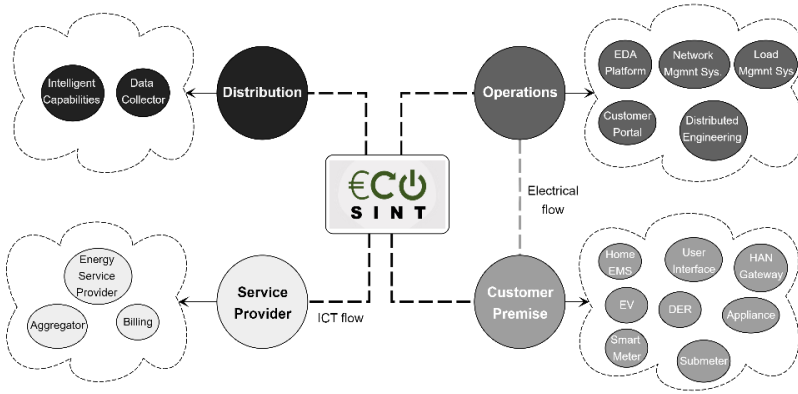 Intelligent
Capabilities
Data
Collector
Distribution
Operations
EDA
Platform
Network
Mgmnt Sys.
Load
Mgmnt Sys
Customer
Portal
Distributed
Engineering
€CO
SINT
Electrical
flow
Energy
Service
Provider
Aggregator
Billing
Service
Provider
ICT flow
Customer
Premise
Home
EMS
User
Interface
HAN
Gateway
EV
DER
Appliance
Smart
Meter
Submeter